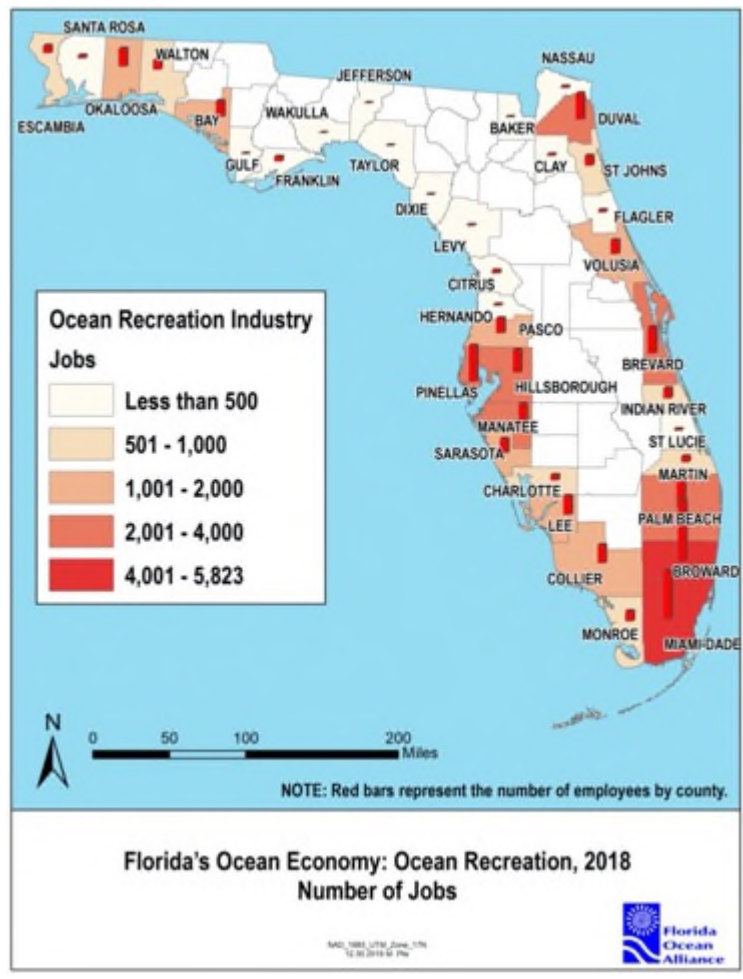 SANTA ROSA
WALTON
OKALOOSA
ESCAMBIA
BAY
GULF
FRANKLIN
WAKULLA
JEFFERSON
TAYLOR
DIXIE
LEVY
CITRUS
HERNANDO
PASCO
PINELLAS
HILLSBOROUGH
MANATEE
SARASOTA
CHARLOTTE
LEE
COLLIER
MONROE
NASSAU
BAKER
DUVAL
CLAY
ST JOHNS
FLAGLER
VOLUSIA
BREVARD
INDIAN RIVER
ST LUCIE
MARTIN
PALM BEACH
BROWARD
MIAMI-DADE
Ocean Recreation Industry
Jobs
Less than 500
501 - 1,000
1,001 - 2,000
2,001 - 4,000
4,001 - 5,823
N
0 50 100 200
Miles
NOTE: Red bars represent the number of employees by county.
Florida's Ocean Economy: Ocean Recreation, 2018
Number of Jobs
Florida
Ocean
Alliance